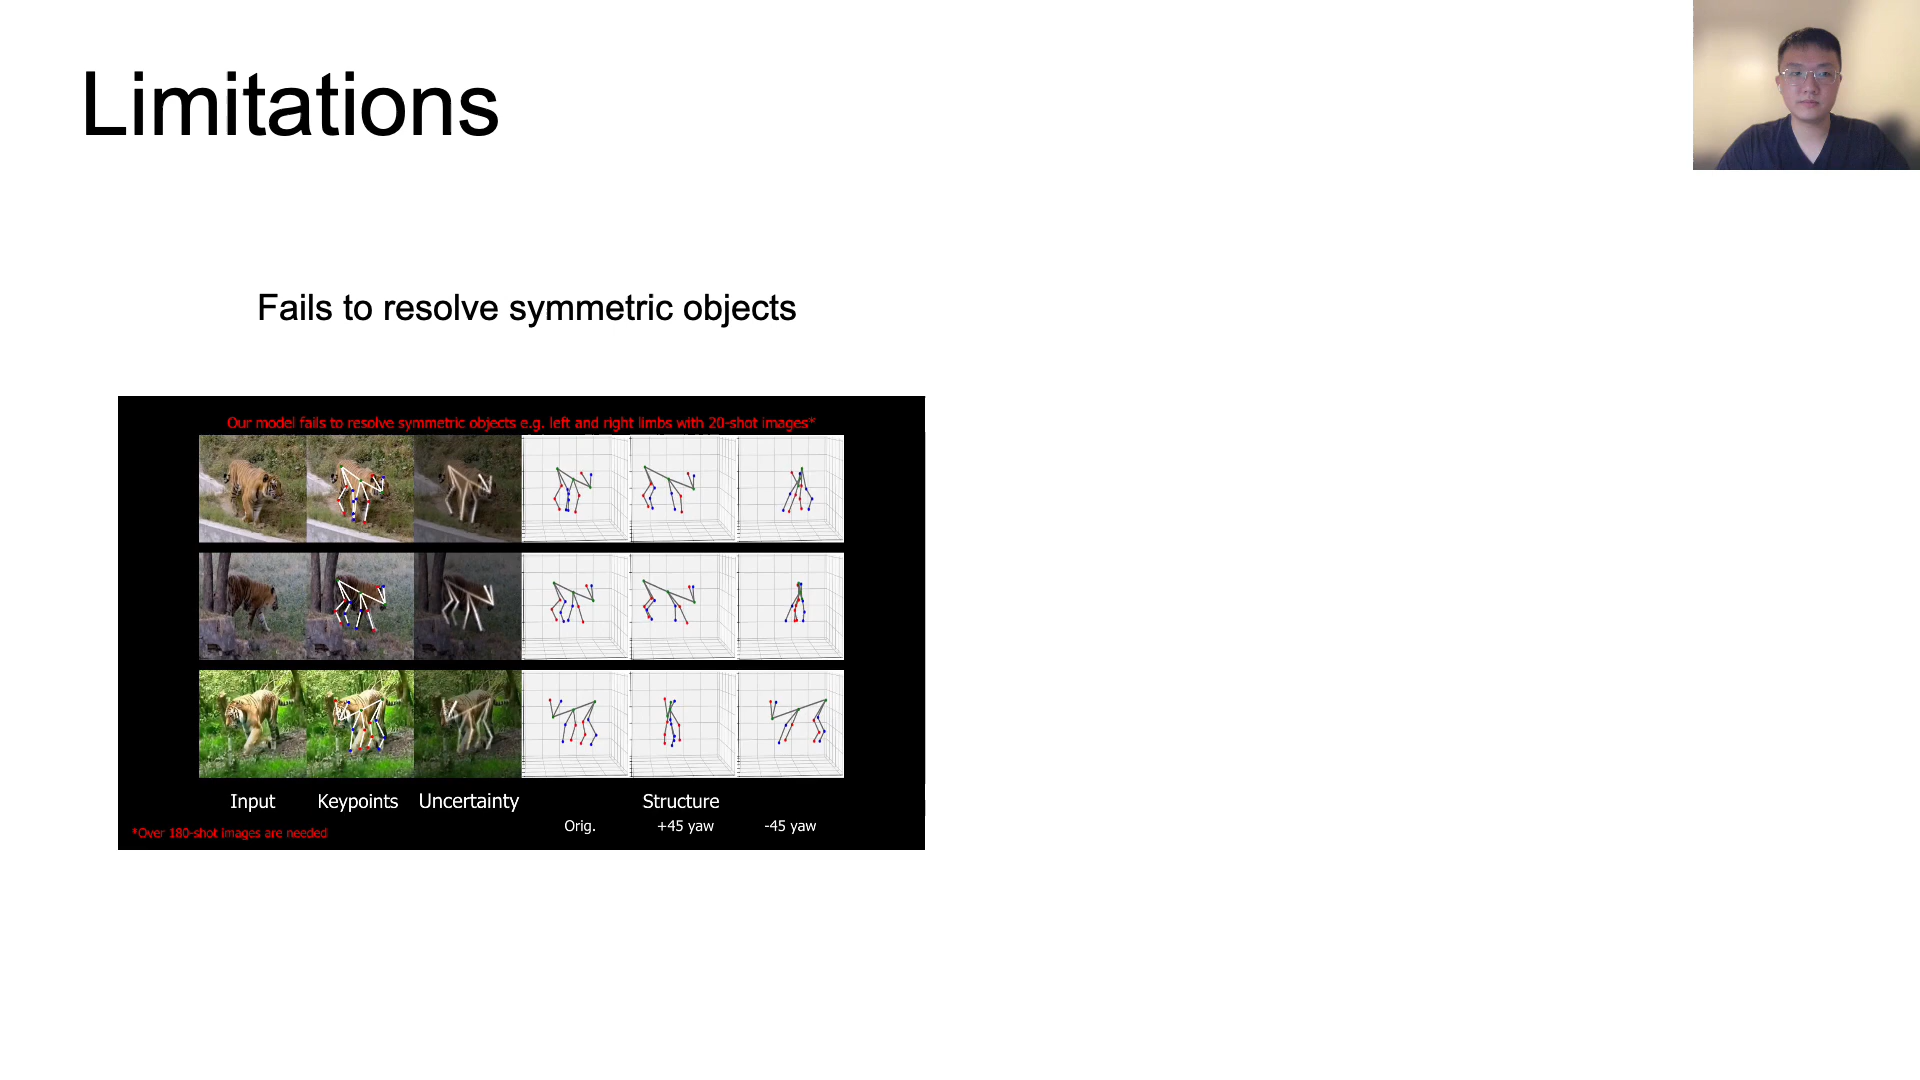 Limitations
Fails to resolve symmetric objects
Our model fails to resolve symmetric objects e.g. left and right limbs with 20-shot images*
Input Keypoints Uncertainty Structure
Orig. +45 yaw -45 yaw
*Over 180-shot images are needed